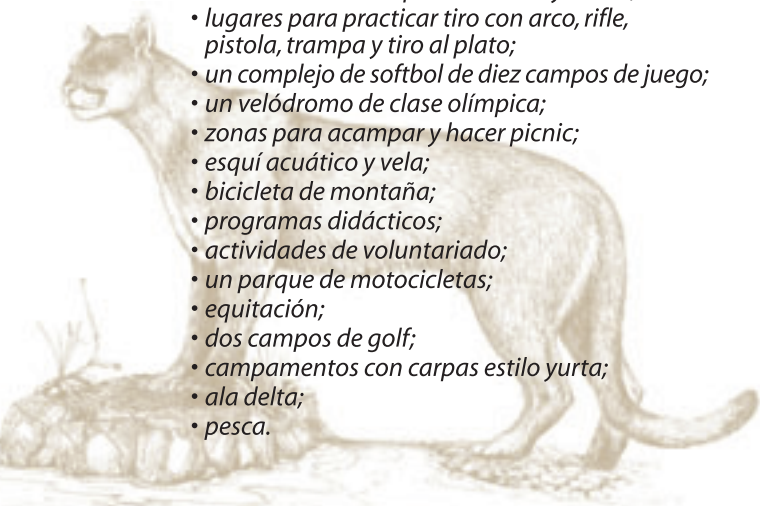 • lugares para practicar tiro con arco, rifle,
pistola, trampa y tiro al plato;
• un complejo de softbol de diez campos de juego;
• un velódromo de clase olímpica;
• zonas para acampar y hacer picnic;
• esquí acuático y vela;
• bicicleta de montaña;
• programas didácticos;
• actividades de voluntariado;
• un parque de motocicletas;
• equitación;
• dos campos de golf;
• campamentos con carpas estilo yurta;
• ala delta;
• pesca.